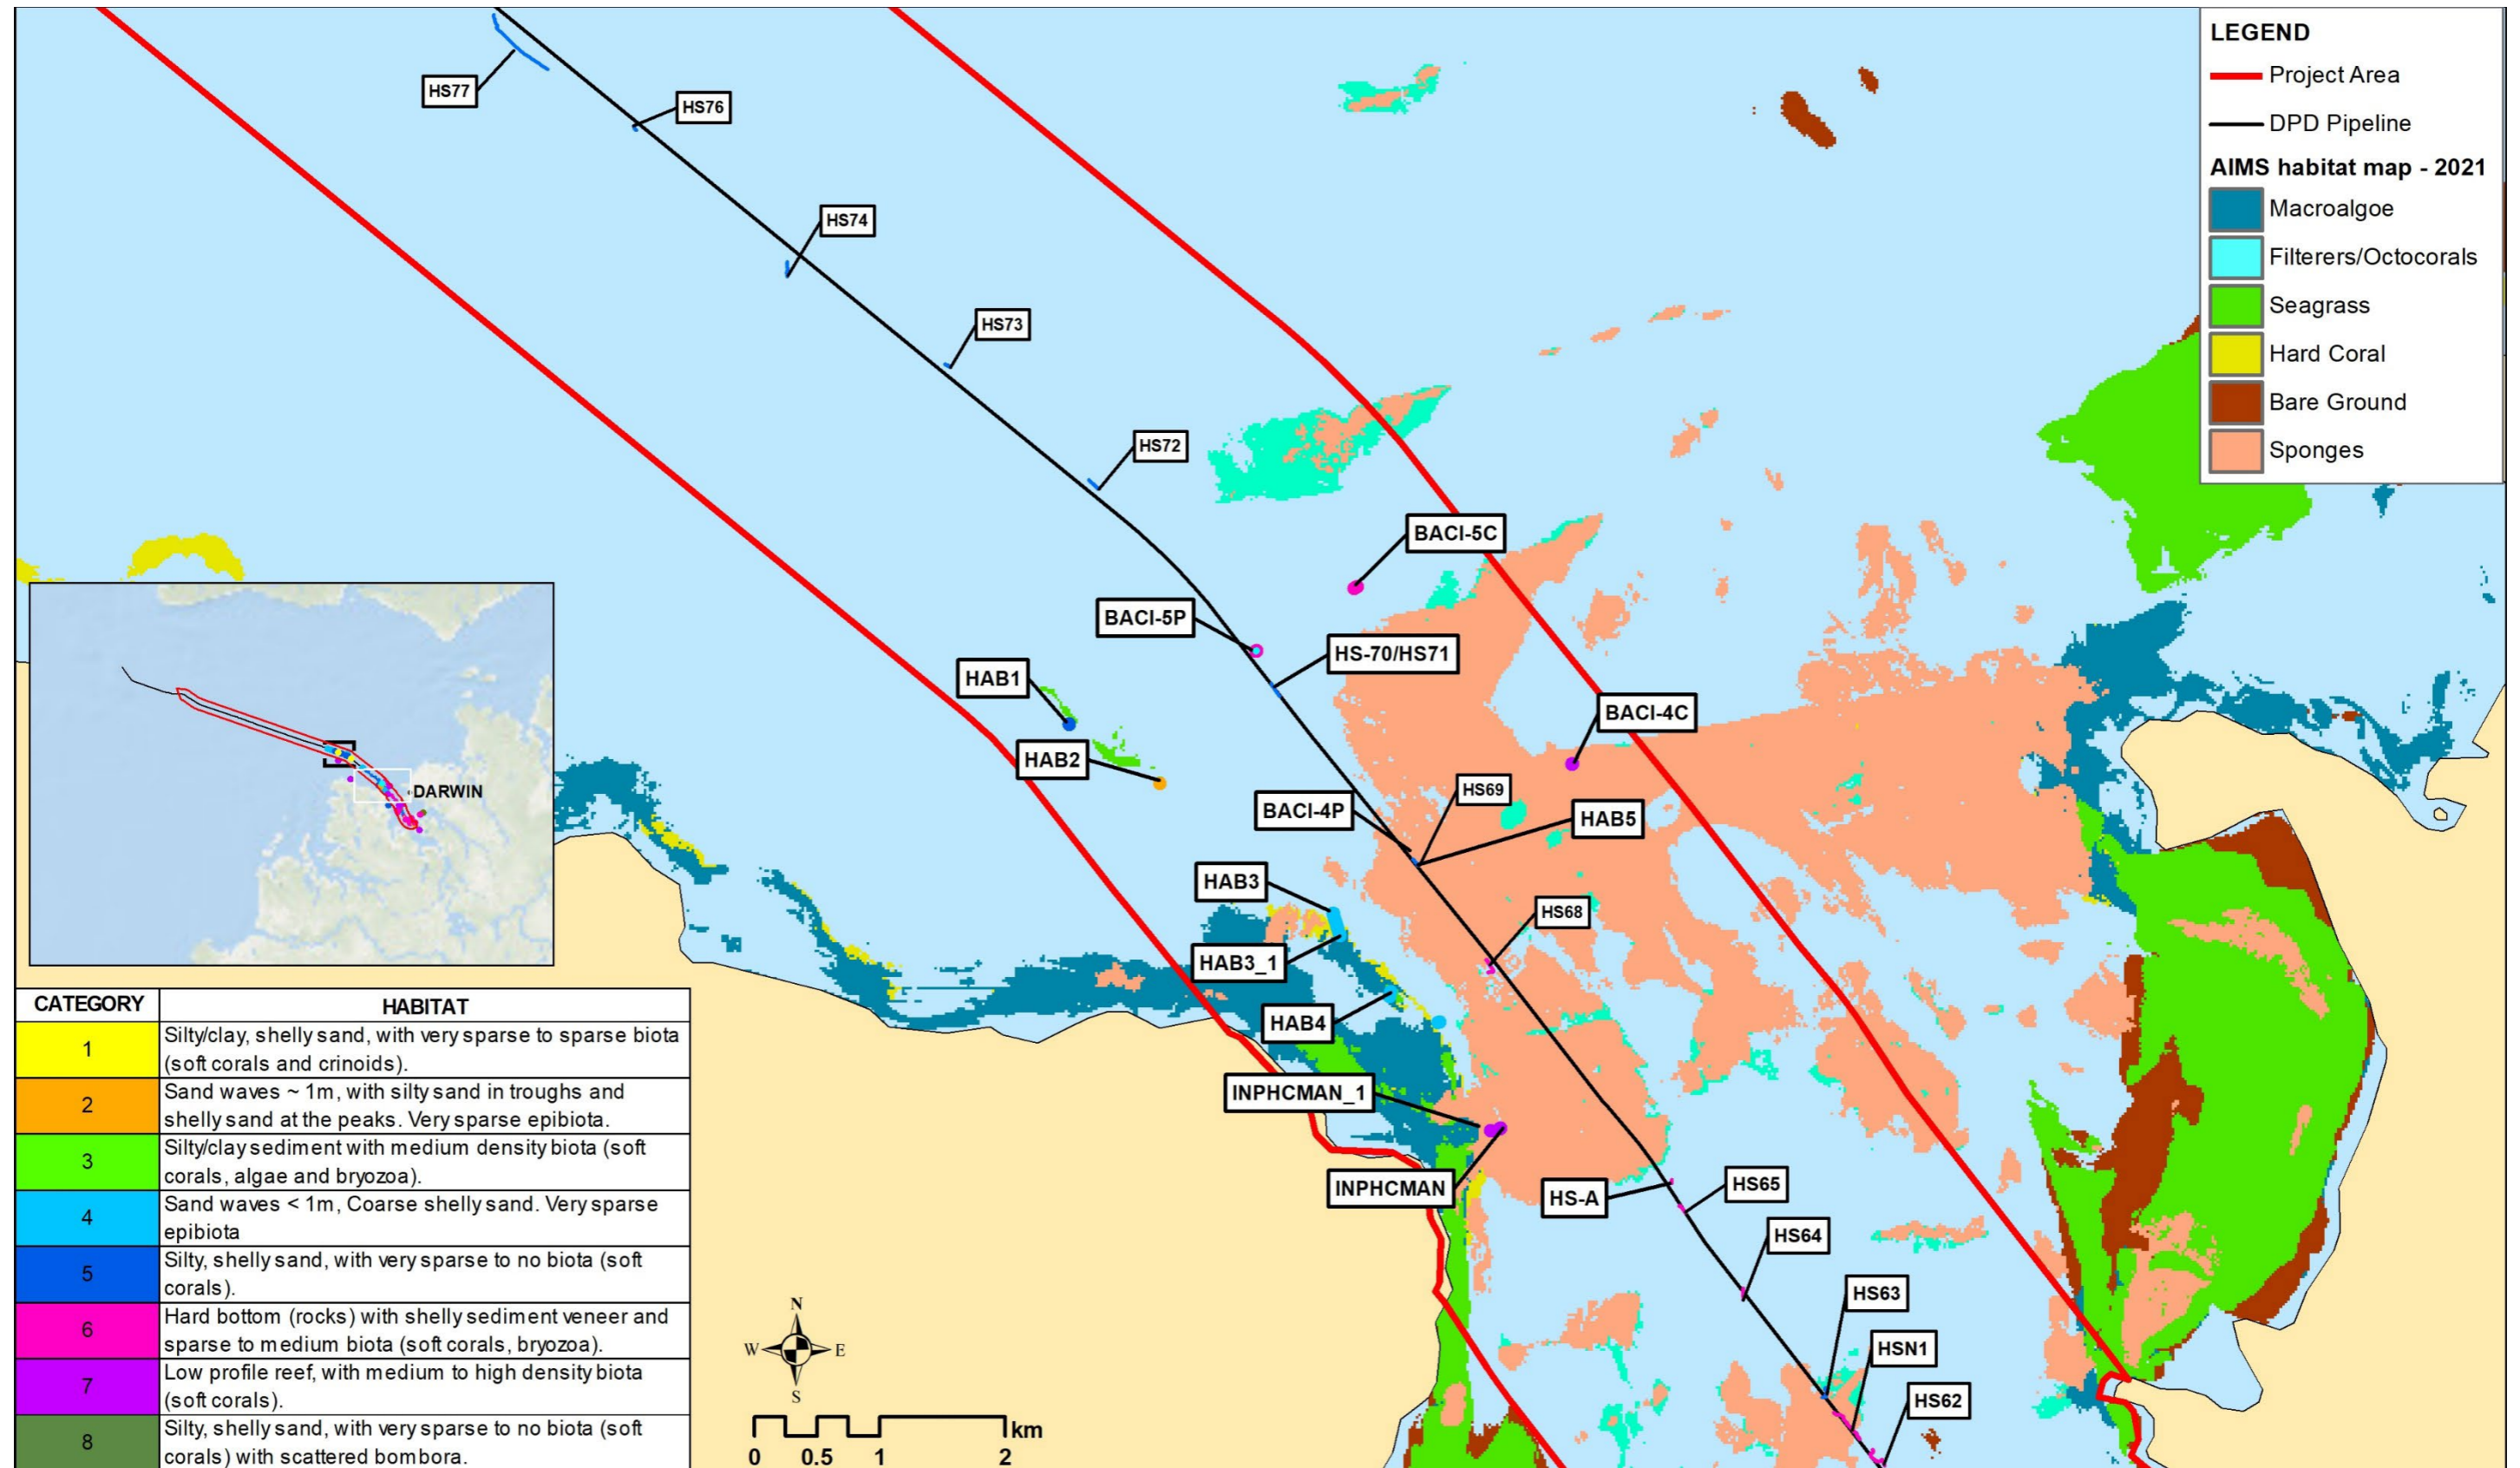 LEGEND
Project Area
DPD Pipeline
AIMS habitat map - 2021
Macroalgoe
Filterers/Octocorals
Seagrass
Hard Coral
Bare Ground
Sponges
HS77
HS76
HS74
HS73
HS72
BACI-5C
BACI-5P
HS-70/HS71
HAB1
BACI-4C
HAB2
HS69
BACI-4P
HAB5
HAB3
HS68
HAB3_1
HAB4
INPHCMAN_1
INPHCMAN
HS-A
HS65
HS64
HS63
HSN1
HS62
DARWIN
CATEGORY HABITAT
1 Silty/clay, shelly sand, with very sparse to sparse biota
(soft corals and crinoids).
2 Sand waves ~ 1m, with silty sand in troughs and
shelly sand at the peaks. Very sparse epibiota.
3 Silty/clay sediment with medium density biota (soft
corals, algae and bryozoa).
4 Sand waves < 1m, Coarse shelly sand. Very sparse
epibiota
5 Silty, shelly sand, with very sparse to no biota (soft
corals).
6 Hard bottom (rocks) with shelly sediment veneer and
sparse to medium biota (soft corals, bryozoa).
7 Low profile reef, with medium to high density biota
(soft corals).
8 Silty, shelly sand, with very sparse to no biota (soft
corals) with scattered bombora.
N
W E
S
km
0 0.5 1 2